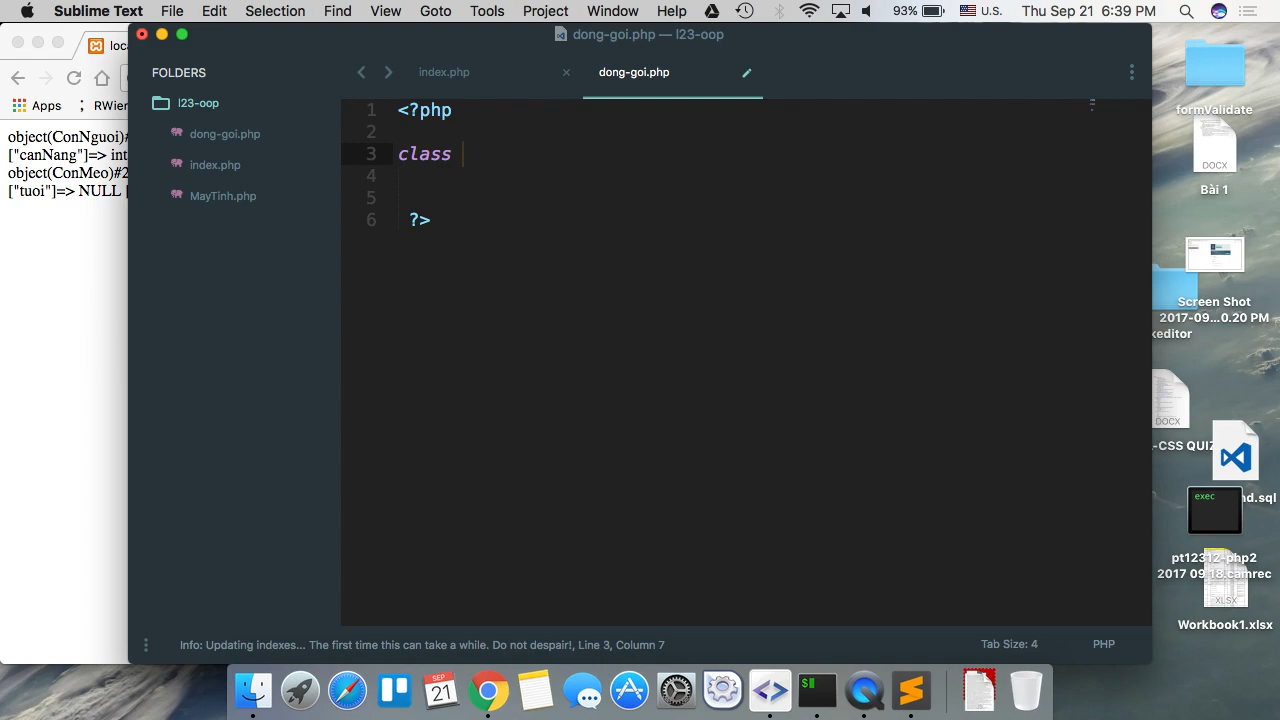 Sublime Text File Edit Selection Find View Goto Tools Project Window Help 93% U.S. Thu Sep 21 6:39 PM
dong-goi.php — l23-oop
loca
Apps
RWien
object(ConNguoi)#
["canNang"]=> int
object(ConMeo)#2
["tuoi"]=> NULL [
FOLDERS
l23-oop
dong-goi.php
index.php
MayTinh.php
index.php
dong-goi.php
1 <?php
2
3 class
4
5
6 ?>
Info: Updating indexes... The first time this can take a while. Do not despair!, Line 3, Column 7
Tab Size: 4
PHP
formValidate
DOCX
Bài 1
Screen Shot
2017-09...0.20 PM
keditor
DOCX
-CSS QUIZ
exec
nd.sql
pt12312-php2
2017 09 18.camrec
XLSX
Workbook1.xlsx
SEP
21
$